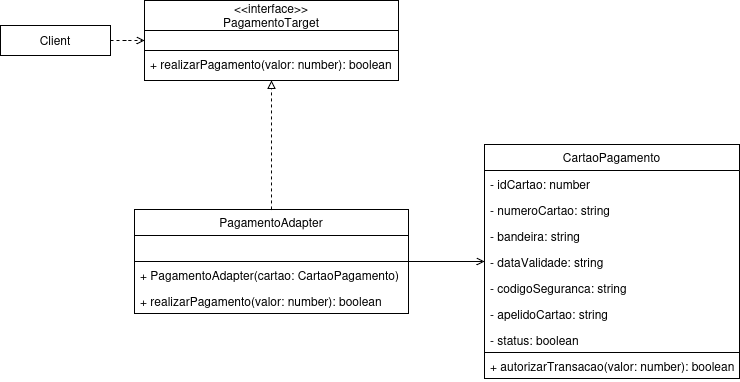 <<interface>>
PagamentoTarget
+ realizarPagamento(valor: number): boolean
Client
PagamentoAdapter
+ PagamentoAdapter(cartao: CartaoPagamento)
+ realizarPagamento(valor: number): boolean
CartaoPagamento
- idCartao: number
- numeroCartao: string
- bandeira: string
- dataValidade: string
- codigoSeguranca: string
- apelidoCartao: string
- status: boolean
+ autorizarTransacao(valor: number): boolean